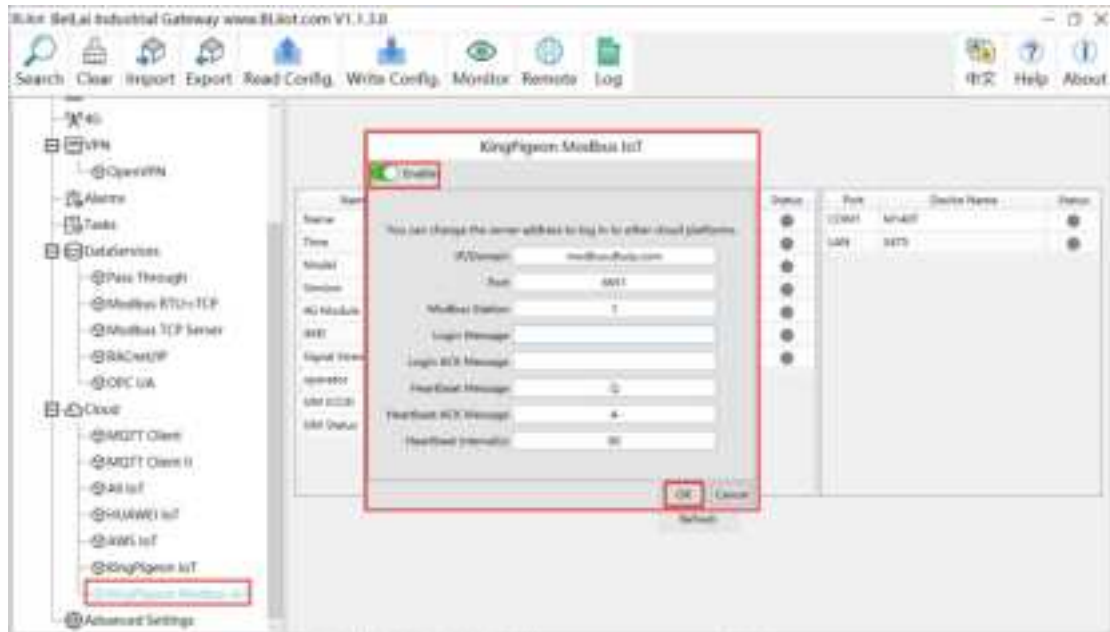 BeiLai Industrial Gateway www.BLiiot.com V1.1.3.8
Search Clear Import Export Read Config. Write Config. Monitor Remote Log 中文 Help About
4G
VPN
OpenVPN
Alarms
Tasks
DataServices
Pass Through
Modbus RTU⇌TCP
Modbus TCP Server
BACnet/IP
OPC UA
Cloud
MQTT Client
MQTT Client II
Ali IoT
HUAWEI IoT
AWS IoT
KingPigeon IoT
KingPigeon Modbus
Advanced Settings
Name
Time
Model
Version
4G Module
IMEI
Signal
operator
SIM ICCID
SIM Status
Status
Port Device Name Status
COM1
LAN
KingPigeon Modbus IoT
Enable
You can change the server address to log in to other cloud platforms.
IP/Domain
Port
Modbus Station 1
Login Message
Login ACK Message
Heartbeat Message Q
Heartbeat ACK Message A
Heartbeat Interval(s)
OK Cancel
Refresh